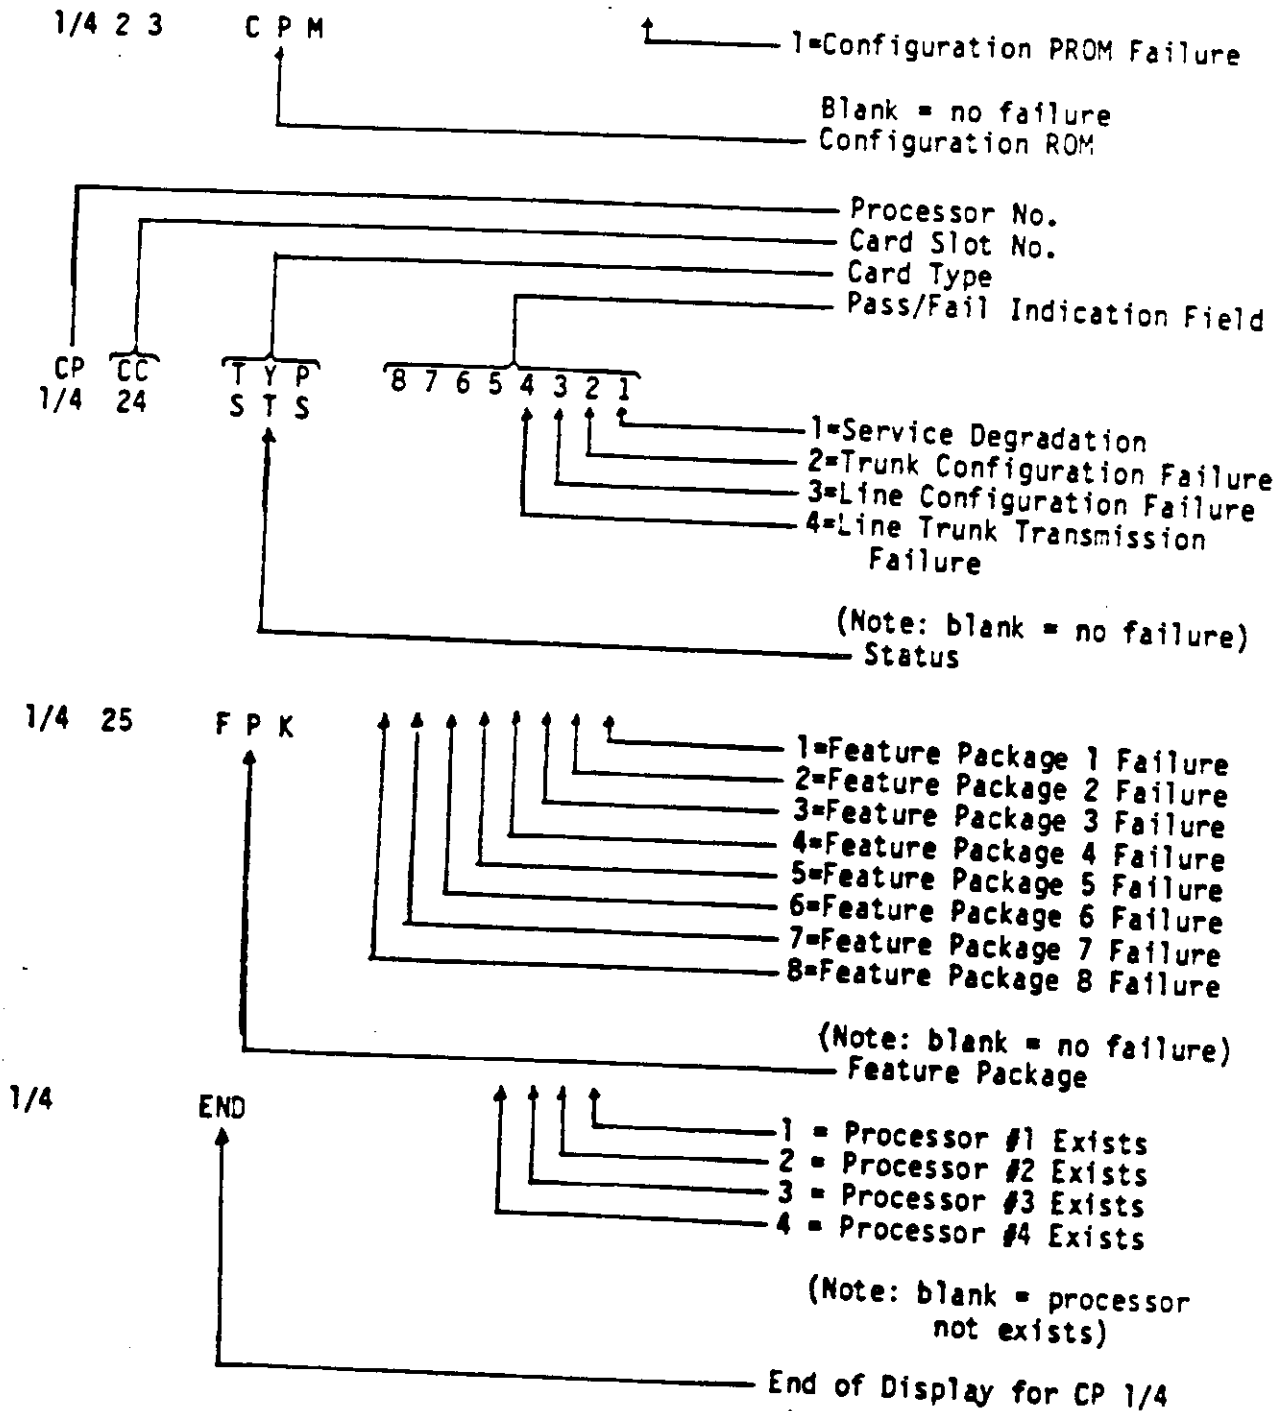 1/4 2 3 C P M
1=Configuration PROM Failure
Blank = no failure
Configuration ROM
Processor No.
Card Slot No.
Card Type
Pass/Fail Indication Field
CP CC T Y P 8 7 6 5 4 3 2 1
1/4 24 S T S
1=Service Degradation
2=Trunk Configuration Failure
3=Line Configuration Failure
4=Line Trunk Transmission
Failure
(Note: blank = no failure)
Status
1/4 25 F P K
1=Feature Package 1 Failure
2=Feature Package 2 Failure
3=Feature Package 3 Failure
4=Feature Package 4 Failure
5=Feature Package 5 Failure
6=Feature Package 6 Failure
7=Feature Package 7 Failure
8=Feature Package 8 Failure
(Note: blank = no failure)
Feature Package
1/4 END
1 = Processor #1 Exists
2 = Processor #2 Exists
3 = Processor #3 Exists
4 = Processor #4 Exists
(Note: blank = processor
not exists)
End of Display for CP 1/4